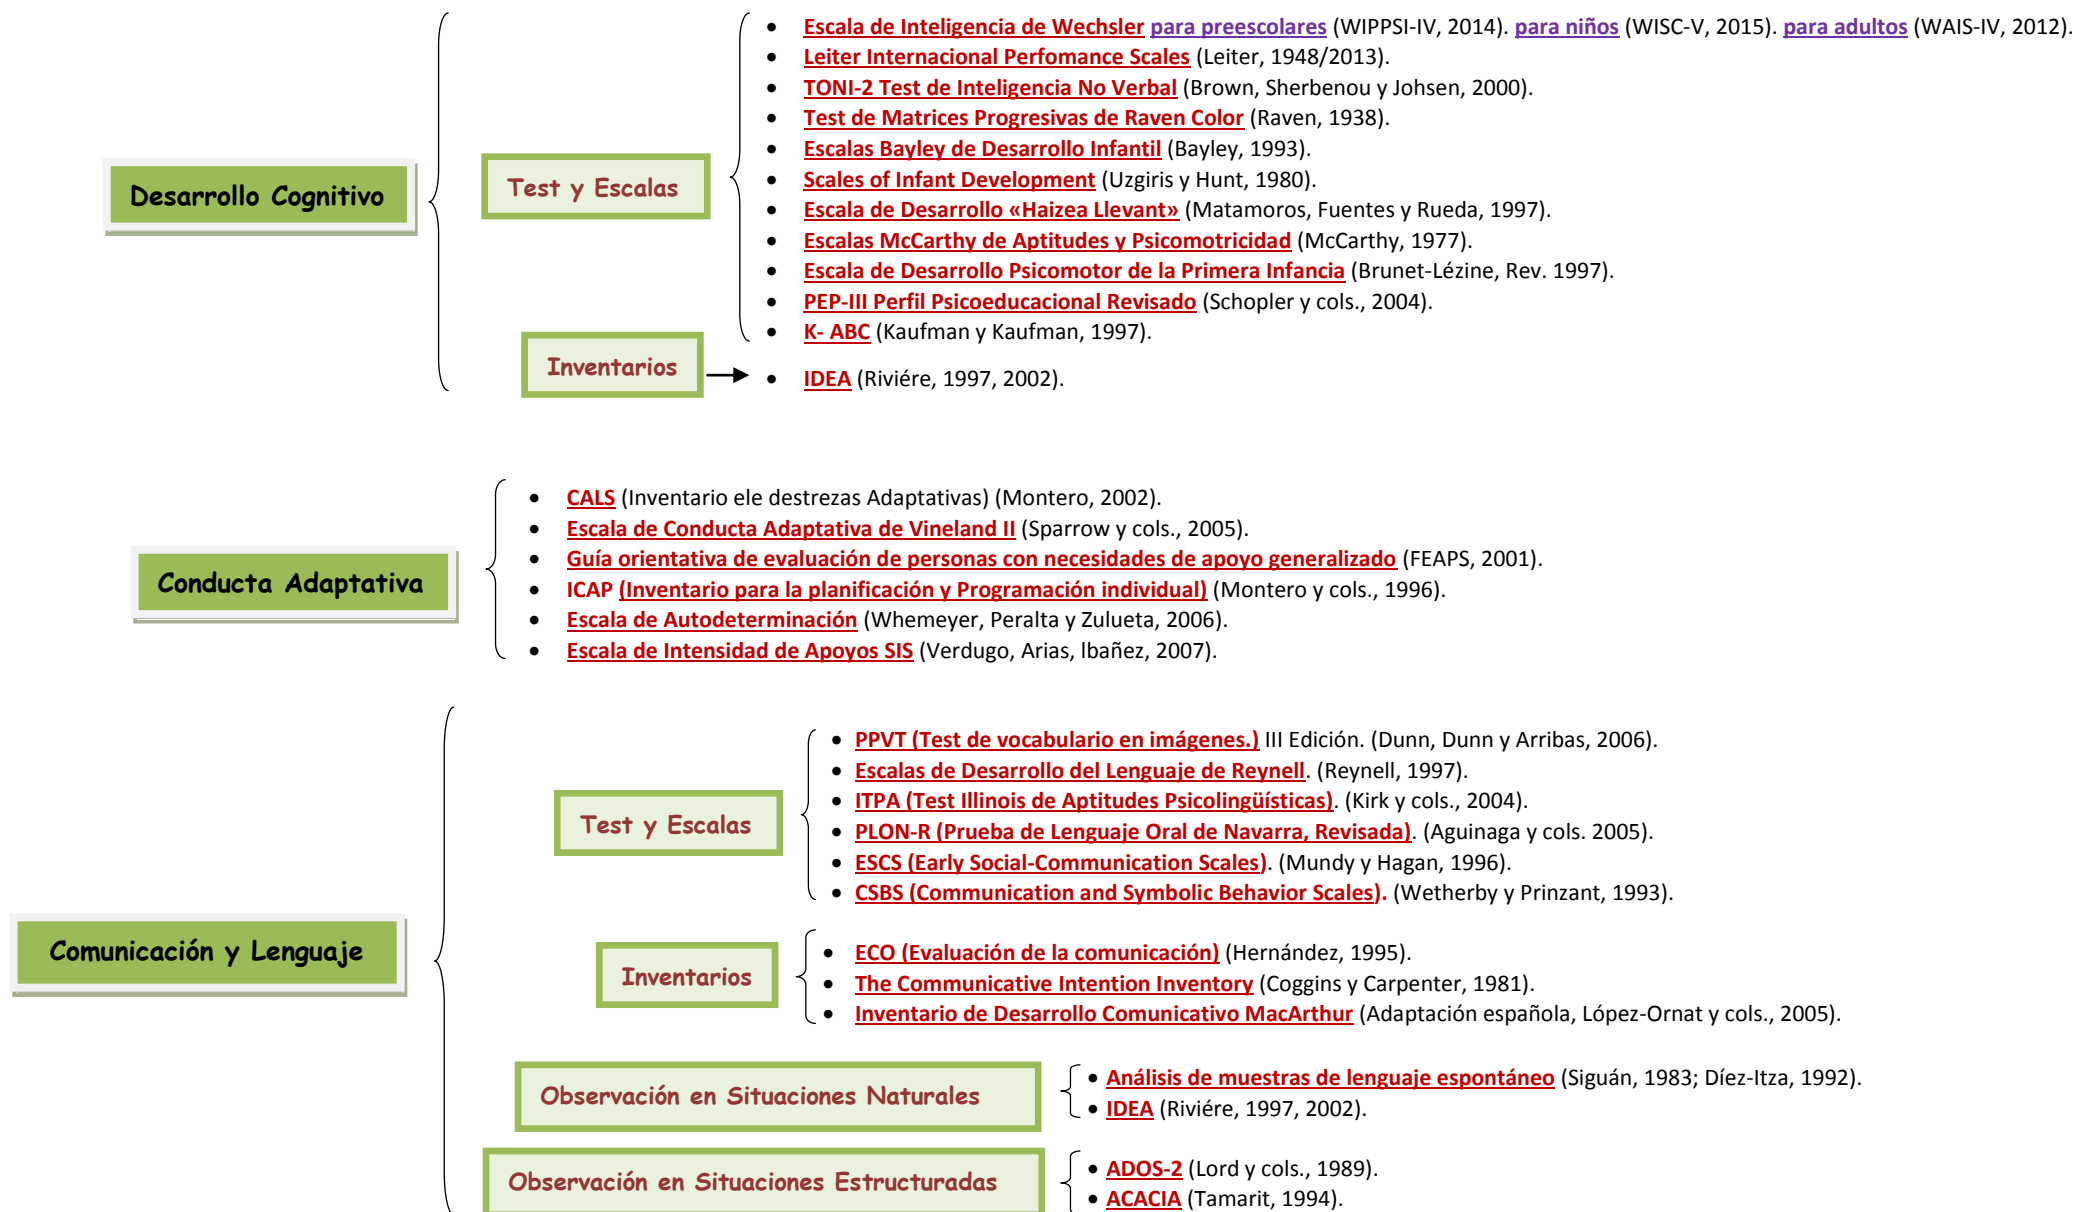 Desarrollo Cognitivo
Test y Escalas
• Escala de Inteligencia de Wechsler para preescolares (WIPPSI-IV, 2014). para niños (WISC-V, 2015). para adultos (WAIS-IV, 2012).
• Leiter Internacional Perfomance Scales (Leiter, 1948/2013).
• TONI-2 Test de Inteligencia No Verbal (Brown, Sherbenou y Johsen, 2000).
• Test de Matrices Progresivas de Raven Color (Raven, 1938).
• Escalas Bayley de Desarrollo Infantil (Bayley, 1993).
• Scales of Infant Development (Uzgiris y Hunt, 1980).
• Escala de Desarrollo «Haizea Llevant» (Matamoros, Fuentes y Rueda, 1997).
• Escalas McCarthy de Aptitudes y Psicomotricidad (McCarthy, 1977).
• Escala de Desarrollo Psicomotor de la Primera Infancia (Brunet-Lézine, Rev. 1997).
• PEP-III Perfil Psicoeducacional Revisado (Schopler y cols., 2004).
• K- ABC (Kaufman y Kaufman, 1997).
Inventarios
• IDEA (Riviére, 1997, 2002).
Conducta Adaptativa
• CALS (Inventario ele destrezas Adaptativas) (Montero, 2002).
• Escala de Conducta Adaptativa de Vineland II (Sparrow y cols., 2005).
• Guía orientativa de evaluación de personas con necesidades de apoyo generalizado (FEAPS, 2001).
• ICAP (Inventario para la planificación y Programación individual) (Montero y cols., 1996).
• Escala de Autodeterminación (Whemeyer, Peralta y Zulueta, 2006).
• Escala de Intensidad de Apoyos SIS (Verdugo, Arias, lbañez, 2007).
Comunicación y Lenguaje
Test y Escalas
• PPVT (Test de vocabulario en imágenes.) III Edición. (Dunn, Dunn y Arribas, 2006).
• Escalas de Desarrollo del Lenguaje de Reynell. (Reynell, 1997).
• ITPA (Test Illinois de Aptitudes Psicolingüísticas). (Kirk y cols., 2004).
• PLON-R (Prueba de Lenguaje Oral de Navarra, Revisada). (Aguinaga y cols. 2005).
• ESCS (Early Social-Communication Scales). (Mundy y Hagan, 1996).
• CSBS (Communication and Symbolic Behavior Scales). (Wetherby y Prinzant, 1993).
Inventarios
• ECO (Evaluación de la comunicación) (Hernández, 1995).
• The Communicative Intention Inventory (Coggins y Carpenter, 1981).
• Inventario de Desarrollo Comunicativo MacArthur (Adaptación española, López-Ornat y cols., 2005).
Observación en Situaciones Naturales
• Análisis de muestras de lenguaje espontáneo (Siguán, 1983; Díez-Itza, 1992).
• IDEA (Riviére, 1997, 2002).
Observación en Situaciones Estructuradas
• ADOS-2 (Lord y cols., 1989).
• ACACIA (Tamarit, 1994).